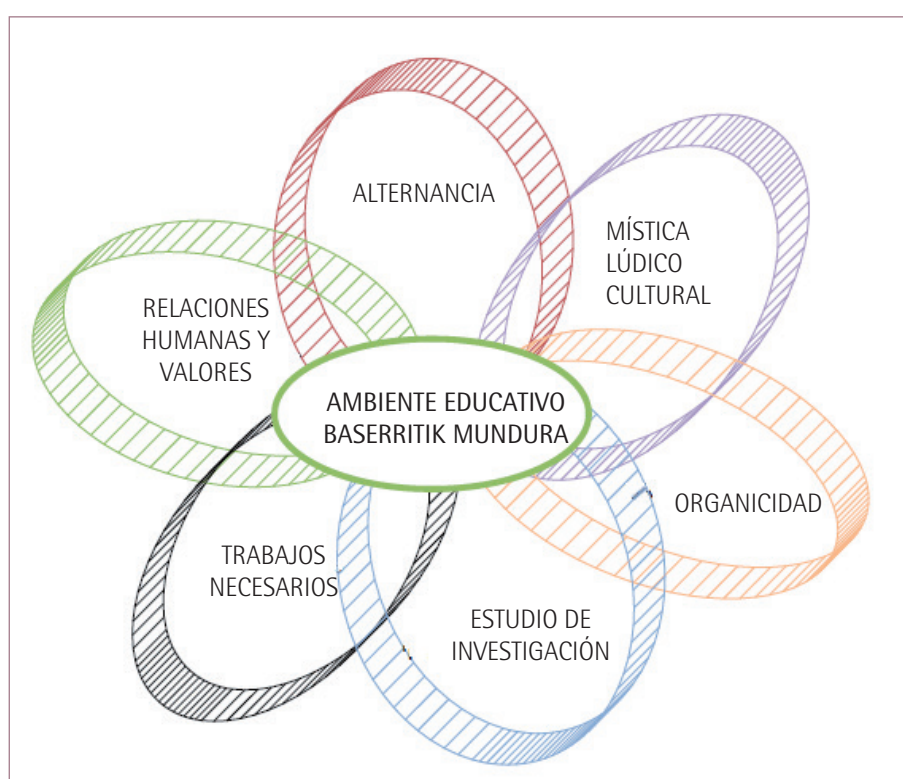 ALTERNANCIA
MÍSTICA
LÚDICO
CULTURAL
RELACIONES
HUMANAS Y
VALORES
AMBIENTE EDUCATIVO
BASERRITIK MUNDURA
ORGANICIDAD
TRABAJOS
NECESARIOS
ESTUDIO DE
INVESTIGACIÓN